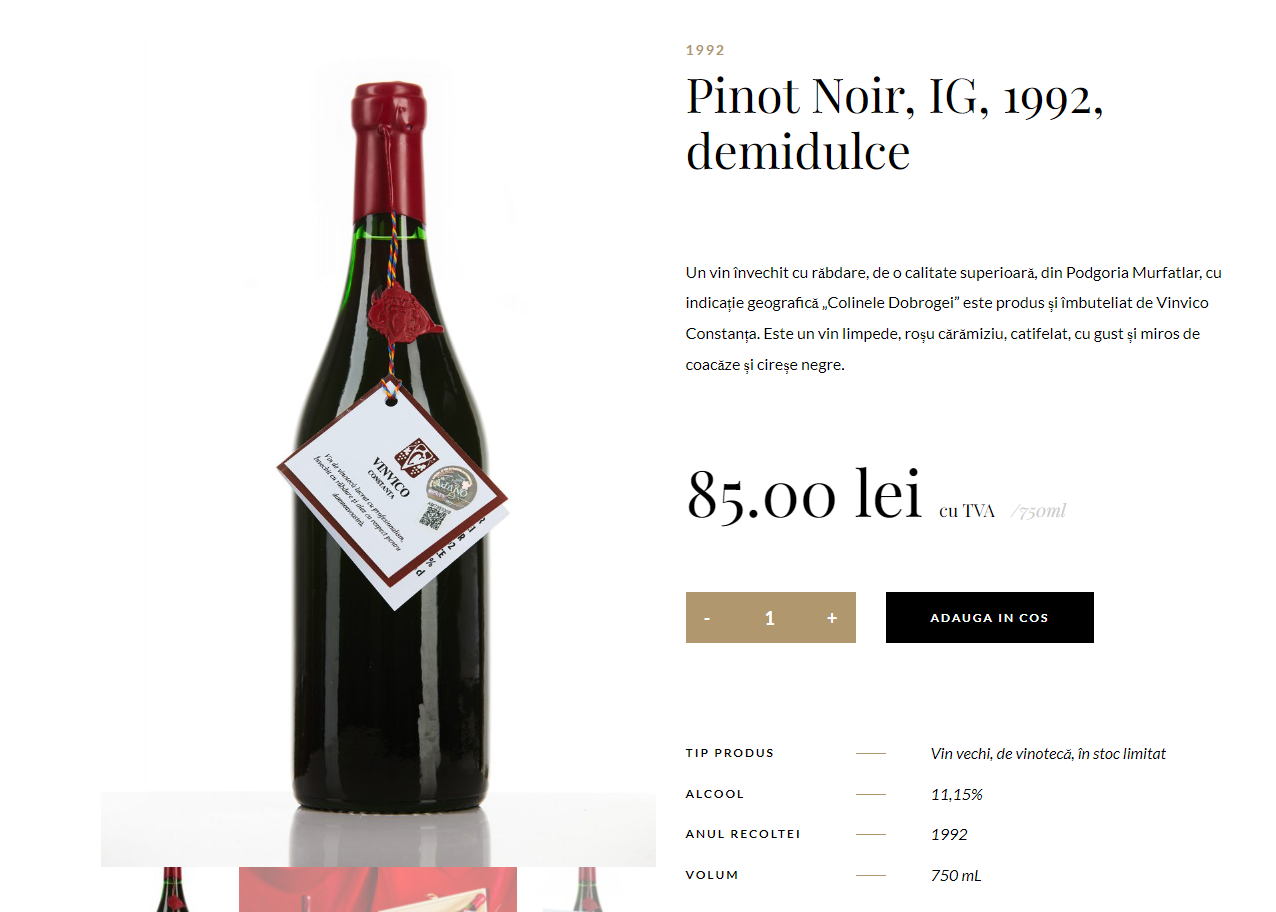 1992
Pinot Noir, IG, 1992,
demidulce
Un vin învechit cu răbdare, de o calitate superioară, din Podgoria Murfatlar, cu
indicație geografică „Colinele Dobrogei” este produs și îmbuteliat de Vinvico
Constanța. Este un vin limpede, roșu cărămiziu, catifelat, cu gust și miros de
coacăze și cireșe negre.
85.00 lei cu TVA /750ml
- 1 +
ADAUGA IN COS
TIP PRODUS Vin vechi, de vinotecă, în stoc limitat
ALCOOL 11,15%
ANUL RECOLTEI 1992
VOLUM 750 mL
VINVICO
CONSTANȚA
Vin de vinotecă lucrat cu profesionalism,
învechit cu răbdare și ales cu respect pentru
dumneavoastră.